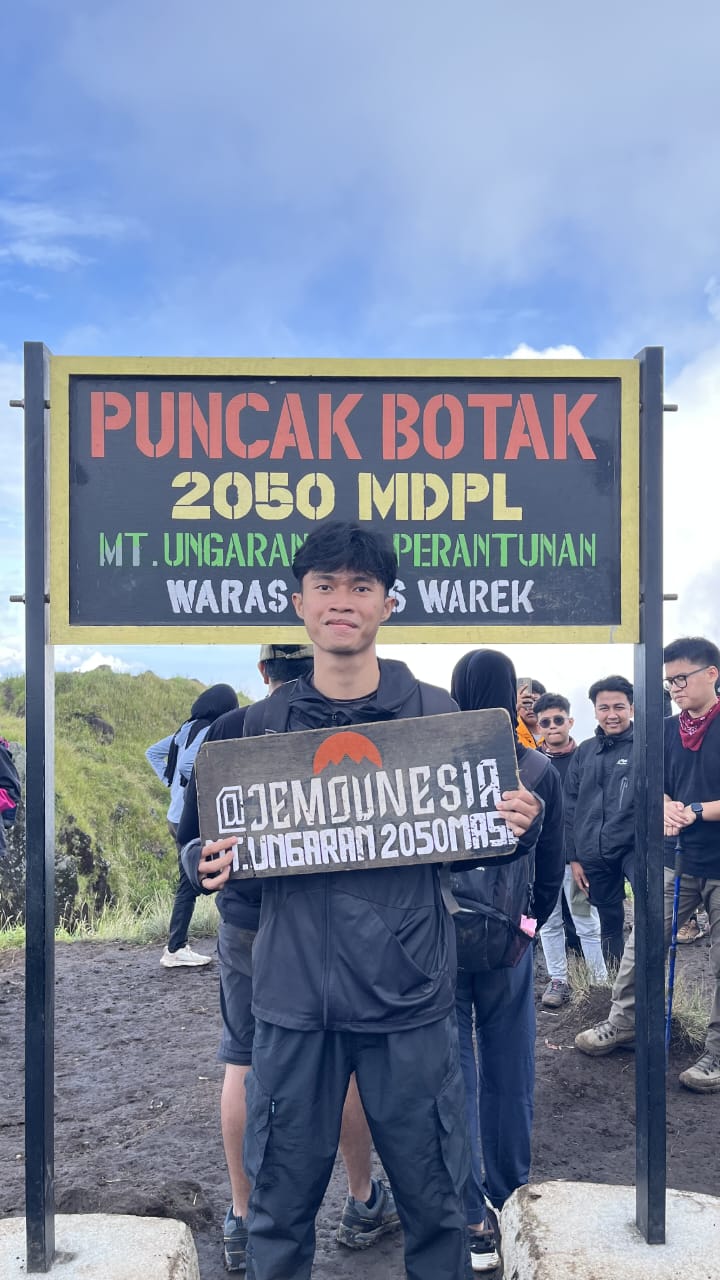 PUNCAK BOTAK
2050 MDPL
MT.UNGARAN PERANTUNAN
WARAS WAREK
@JEMOUNESIA
MT.UNGARAN 2050MASL